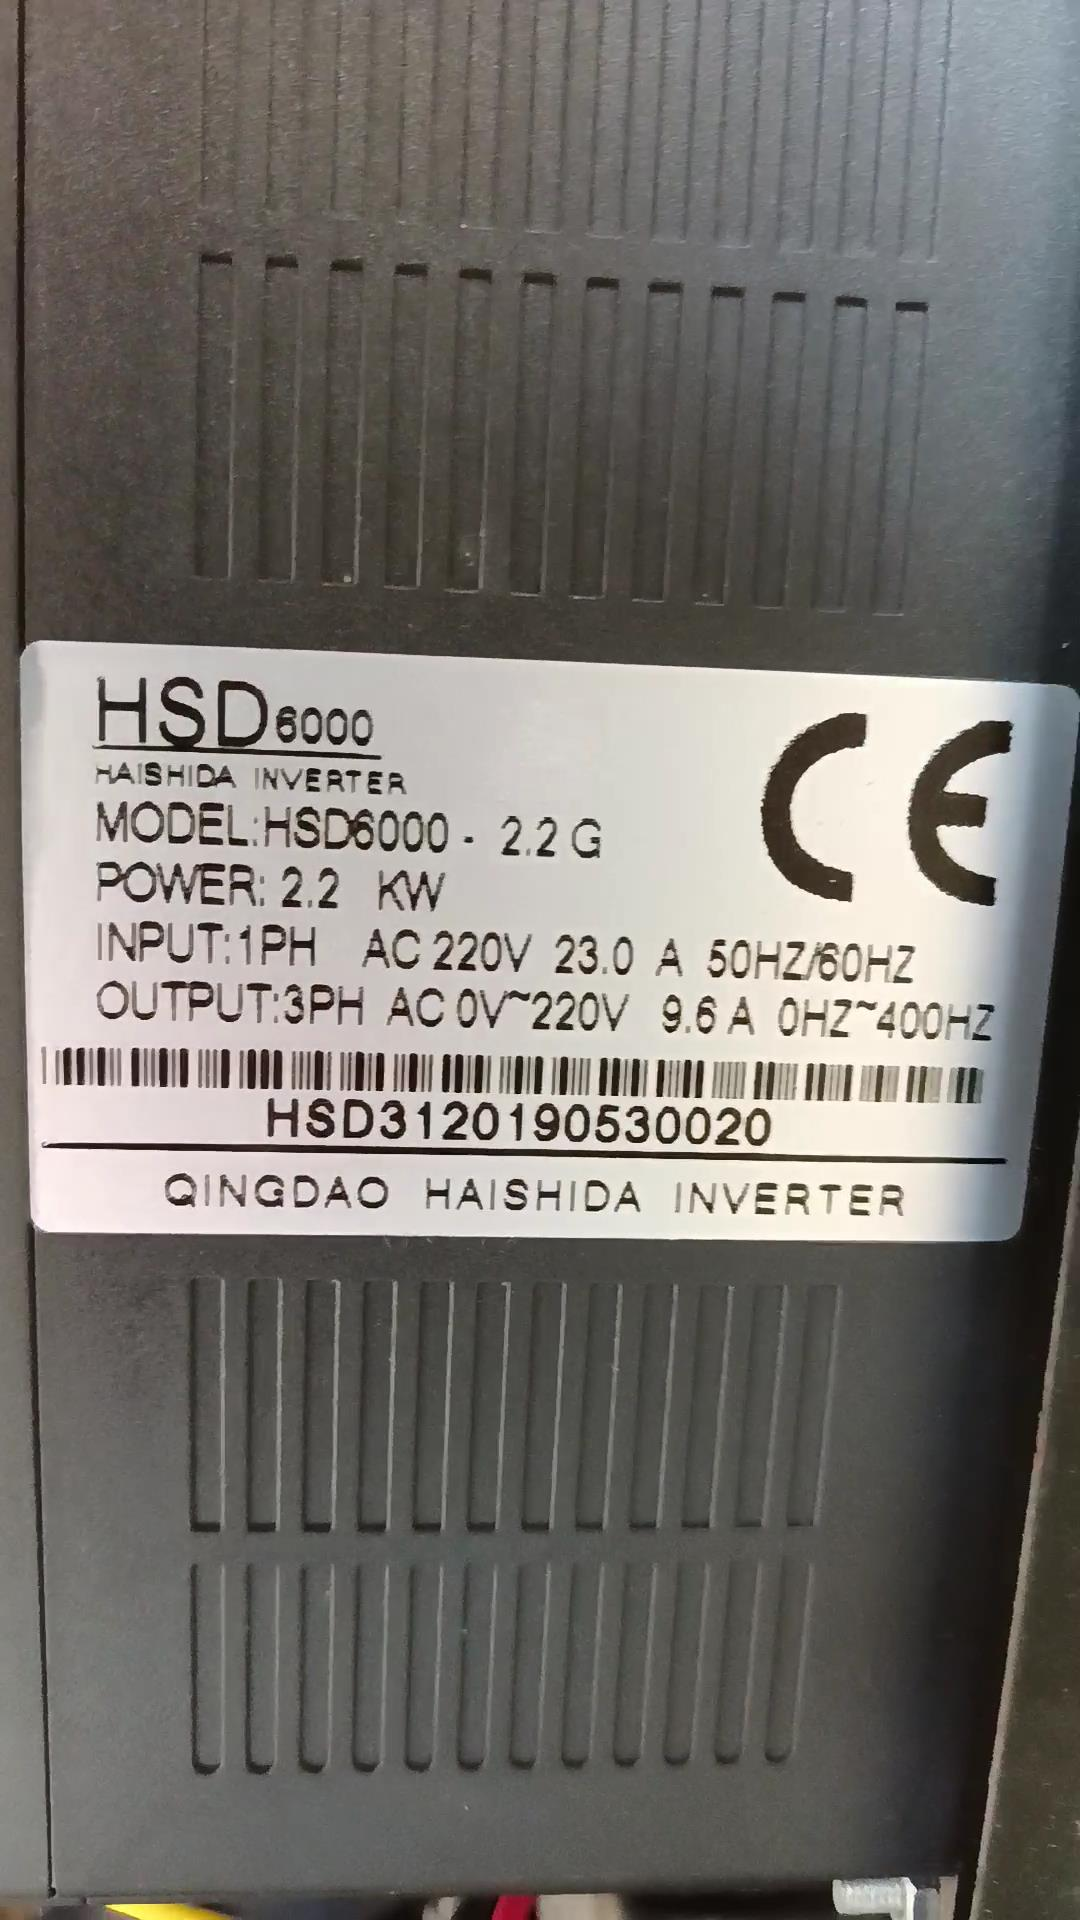 HSD6000
HAISHIDA INVERTER
MODEL:HSD6000 - 2.2 G
POWER: 2.2 KW
INPUT:1PH AC 220V 23.0 A 50HZ/60HZ
OUTPUT:3PH AC 0V~220V 9.6 A 0HZ~400HZ
HSD3120190530020
QINGDAO HAISHIDA INVERTER
CE